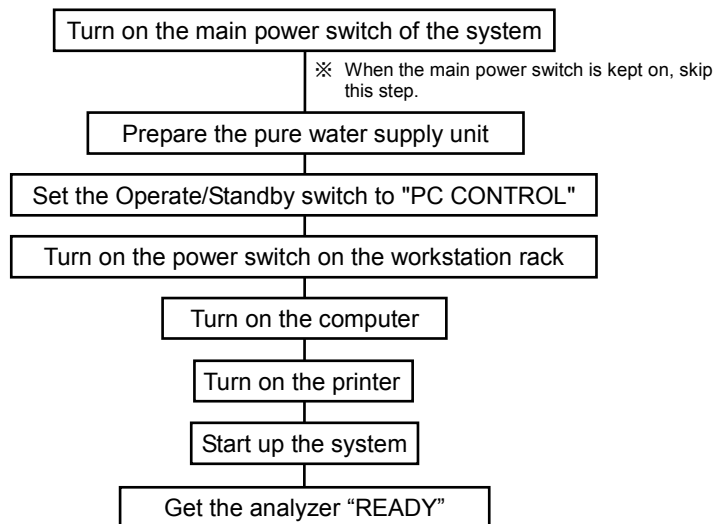 Turn on the main power switch of the system
※ When the main power switch is kept on, skip
this step.
Prepare the pure water supply unit
Set the Operate/Standby switch to "PC CONTROL"
Turn on the power switch on the workstation rack
Turn on the computer
Turn on the printer
Start up the system
Get the analyzer “READY”